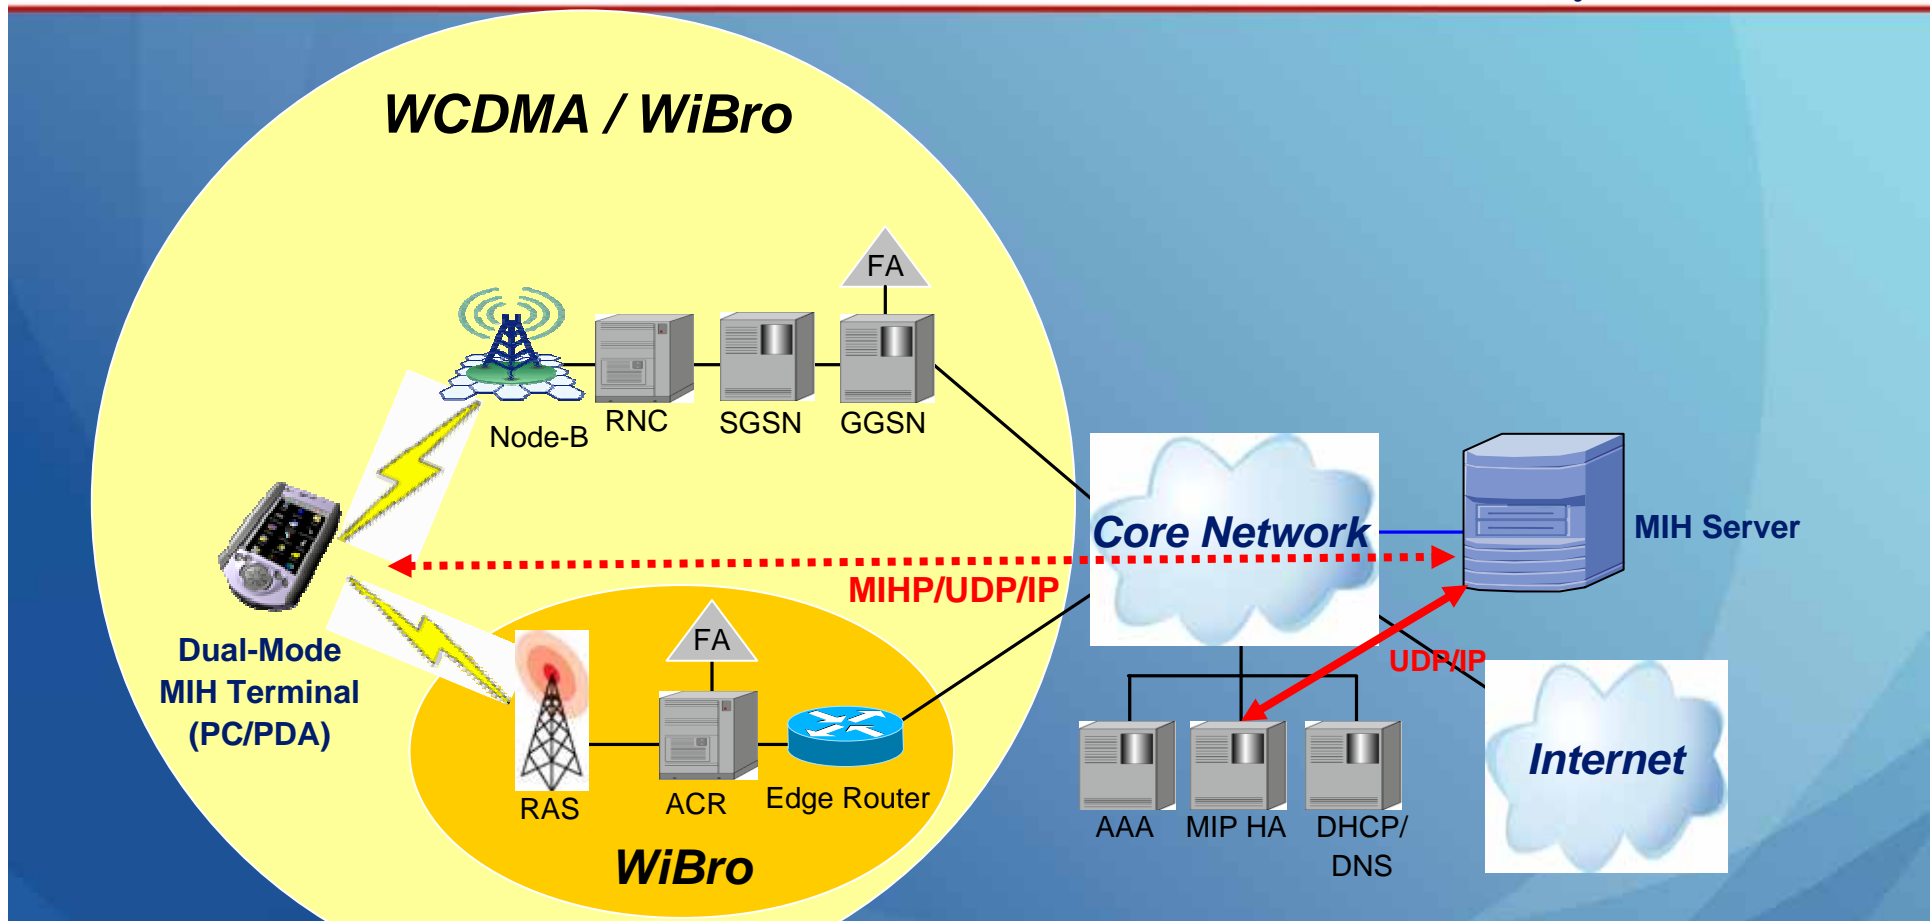 WCDMA / WiBro
FA
Node-B
RNC
SGSN
GGSN
Core Network
MIH Server
MIHP/UDP/IP
Dual-Mode
MIH Terminal
(PC/PDA)
FA
UDP/IP
RAS
ACR
Edge Router
WiBro
AAA
MIP HA
DHCP/
DNS
Internet